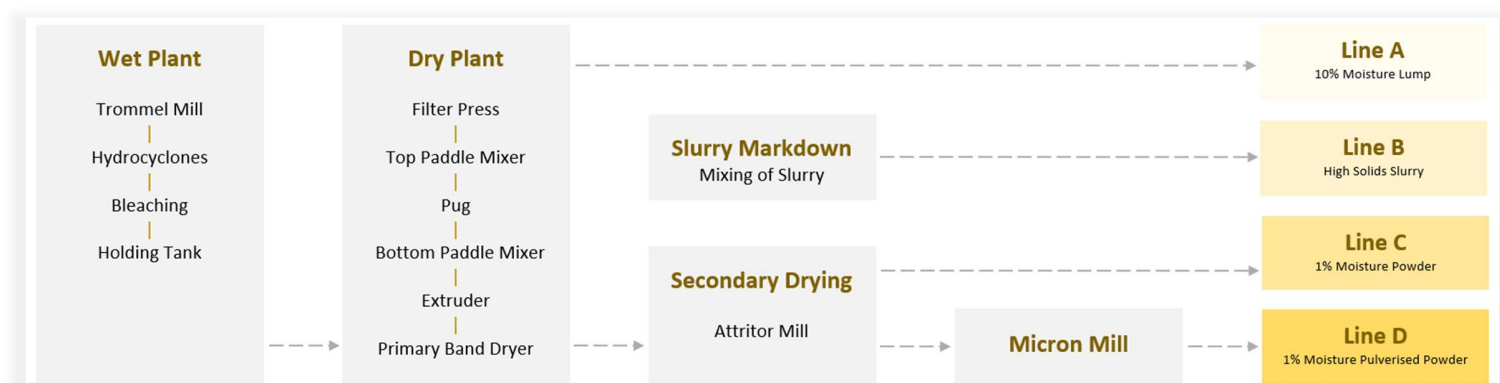 Wet Plant
Trommel Mill
Hydrocyclones
Bleaching
Holding Tank
Dry Plant
Filter Press
Top Paddle Mixer
Pug
Bottom Paddle Mixer
Extruder
Primary Band Dryer
Slurry Markdown
Mixing of Slurry
Secondary Drying
Attritor Mill
Micron Mill
Line A
10% Moisture Lump
Line B
High Solids Slurry
Line C
1% Moisture Powder
Line D
1% Moisture Pulverised Powder